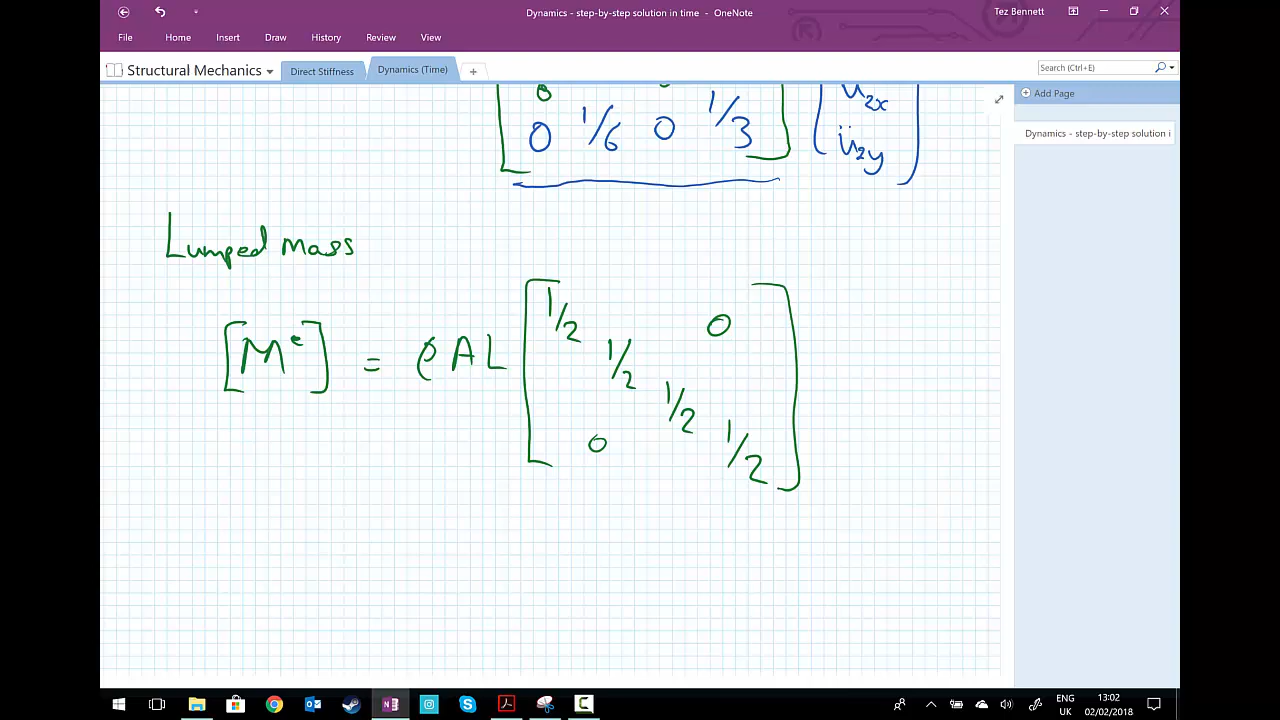 Dynamics - step-by-step solution in time - OneNote
Tez Bennett
File Home Insert Draw History Review View
Structural Mechanics
Direct Stiffness
Dynamics (Time)
+
Search (Ctrl+E)
Add Page
Dynamics - step-by-step solution i
0 0 ü2x
0 1/6 0 1/3 ü2y
Lumped mass
[Mᵉ] = ρAL
1/2 0
1/2
1/2
0 1/2
ENG
UK
13:02
02/02/2018